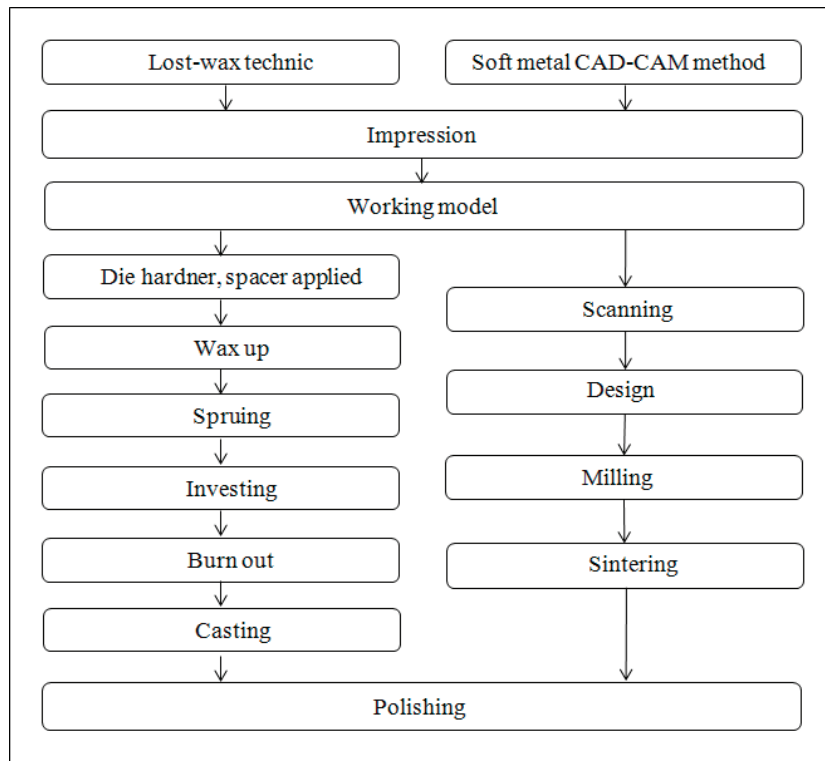 Lost-wax technic
Soft metal CAD-CAM method
Impression
Working model
Die hardner, spacer applied
Wax up
Spruing
Investing
Burn out
Casting
Scanning
Design
Milling
Sintering
Polishing